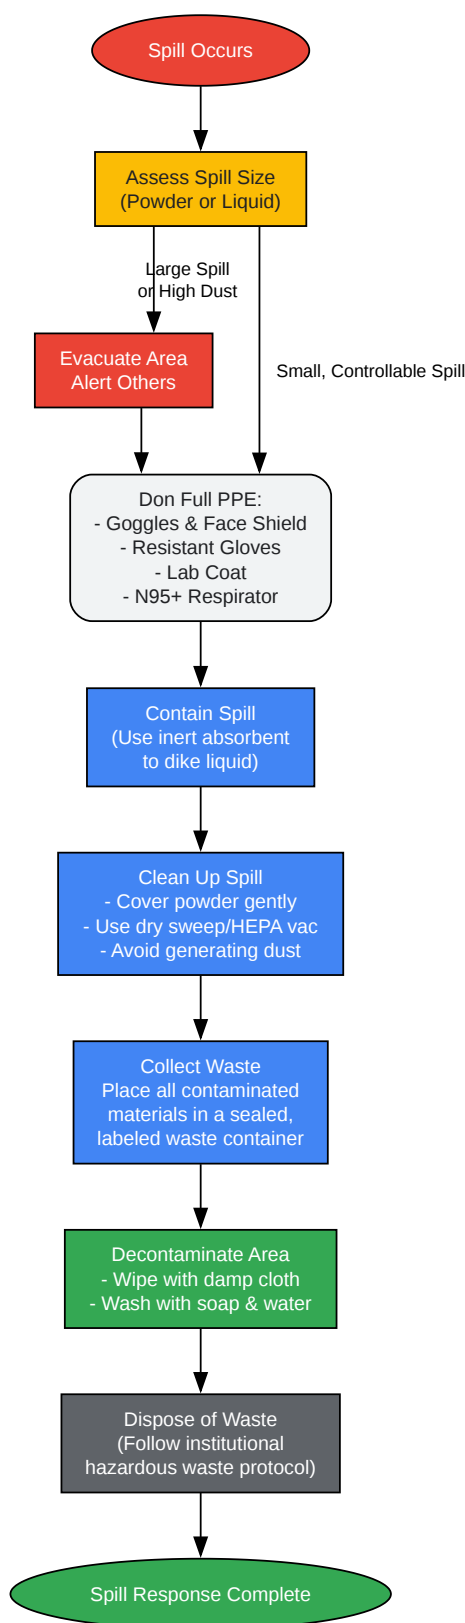 Spill Occurs
Assess Spill Size
(Powder or Liquid)
Large Spill
or High Dust
Evacuate Area
Alert Others
Small, Controllable Spill
Don Full PPE:
- Goggles & Face Shield
- Resistant Gloves
- Lab Coat
- N95+ Respirator
Contain Spill
(Use inert absorbent
to dike liquid)
Clean Up Spill
- Cover powder gently
- Use dry sweep/HEPA vac
- Avoid generating dust
Collect Waste
Place all contaminated
materials in a sealed,
labeled waste container
Decontaminate Area
- Wipe with damp cloth
- Wash with soap & water
Dispose of Waste
(Follow institutional
hazardous waste protocol)
Spill Response Complete